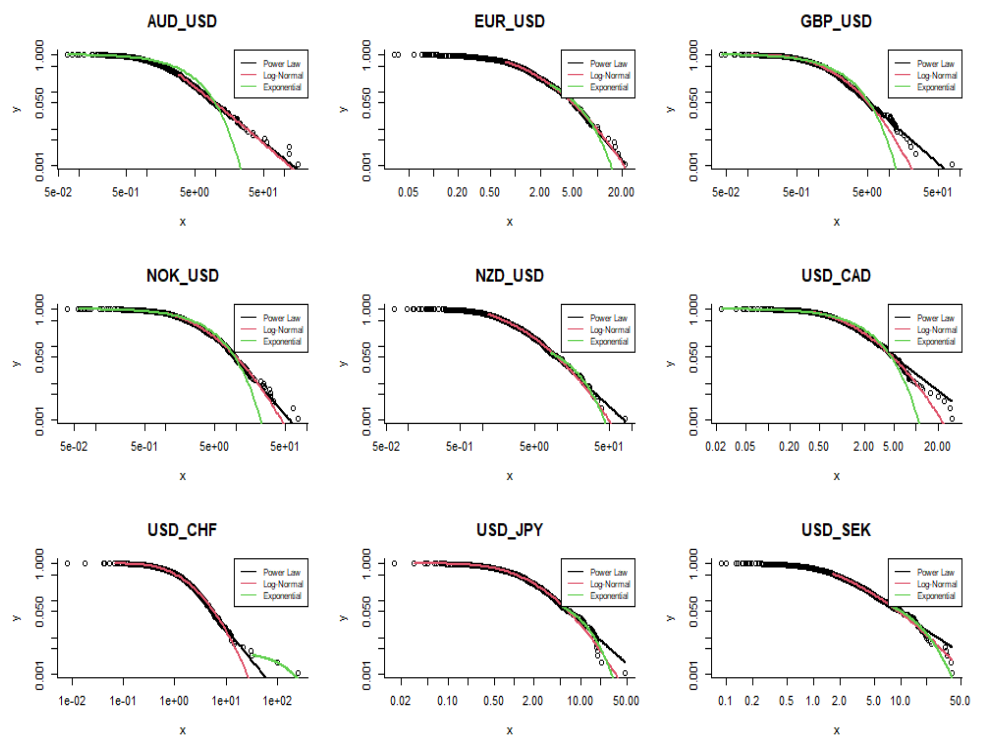 AUD_USD
y
1.000
0.050
0.001
Power Law
Log-Normal
Exponential
5e-02 5e-01 5e+00 5e+01
x
EUR_USD
y
1.000
0.050
0.001
Power Law
Log-Normal
Exponential
0.05 0.20 0.50 2.00 5.00 20.00
x
GBP_USD
y
1.000
0.050
0.001
Power Law
Log-Normal
Exponential
5e-02 5e-01 5e+00 5e+01
x
NOK_USD
y
1.000
0.050
0.001
Power Law
Log-Normal
Exponential
5e-02 5e-01 5e+00 5e+01
x
NZD_USD
y
1.000
0.050
0.001
Power Law
Log-Normal
Exponential
5e-02 5e-01 5e+00 5e+01
x
USD_CAD
y
1.000
0.050
0.001
Power Law
Log-Normal
Exponential
0.02 0.05 0.20 0.50 2.00 5.00 20.00
x
USD_CHF
y
1.000
0.050
0.001
Power Law
Log-Normal
Exponential
1e-02 1e-01 1e+00 1e+01 1e+02
x
USD_JPY
y
1.000
0.050
0.001
Power Law
Log-Normal
Exponential
0.02 0.10 0.50 2.00 10.00 50.00
x
USD_SEK
y
1.000
0.050
0.001
Power Law
Log-Normal
Exponential
0.1 0.2 0.5 1.0 2.0 5.0 10.0 50.0
x